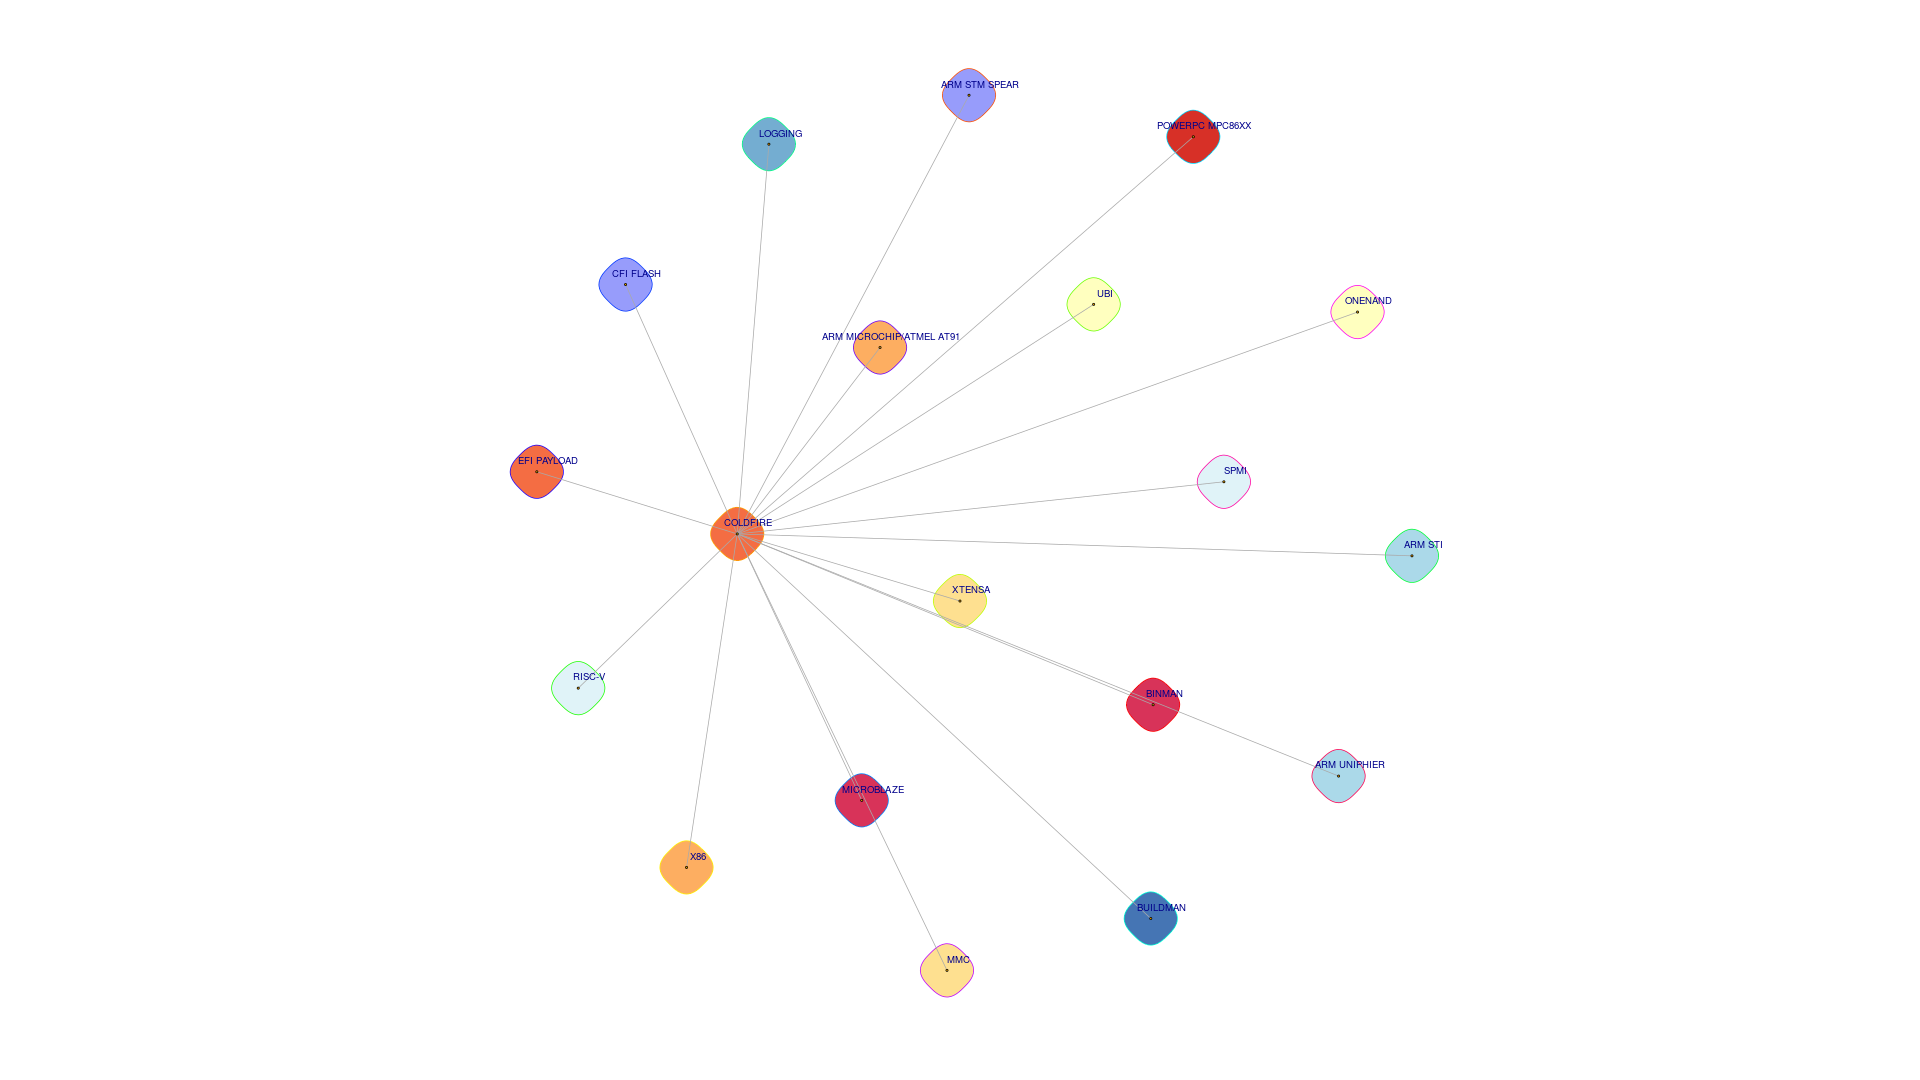 ARM STM SPEAR
POWERPC MPC86XX
LOGGING
CFI FLASH
UBI
ONENAND
ARM MICROCHIP/ATMEL AT91
EFI PAYLOAD
SPMI
COLDFIRE
ARM STI
XTENSA
RISC-V
BINMAN
ARM UNIPHIER
MICROBLAZE
X86
BUILDMAN
MMC